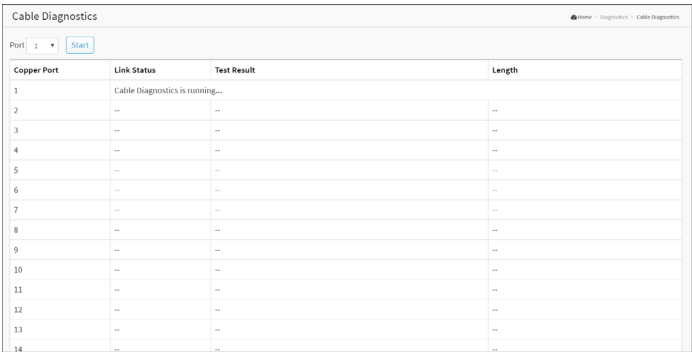 Cable Diagnostics
Home > Diagnostics > Cable Diagnostics
Port 1 Start
Copper Port Link Status Test Result Length
1 Cable Diagnostics is running...
2 -- -- --
3 -- -- --
4 -- -- --
5 -- -- --
6 -- -- --
7 -- -- --
8 -- -- --
9 -- -- --
10 -- -- --
11 -- -- --
12 -- -- --
13 -- -- --
14 -- -- --